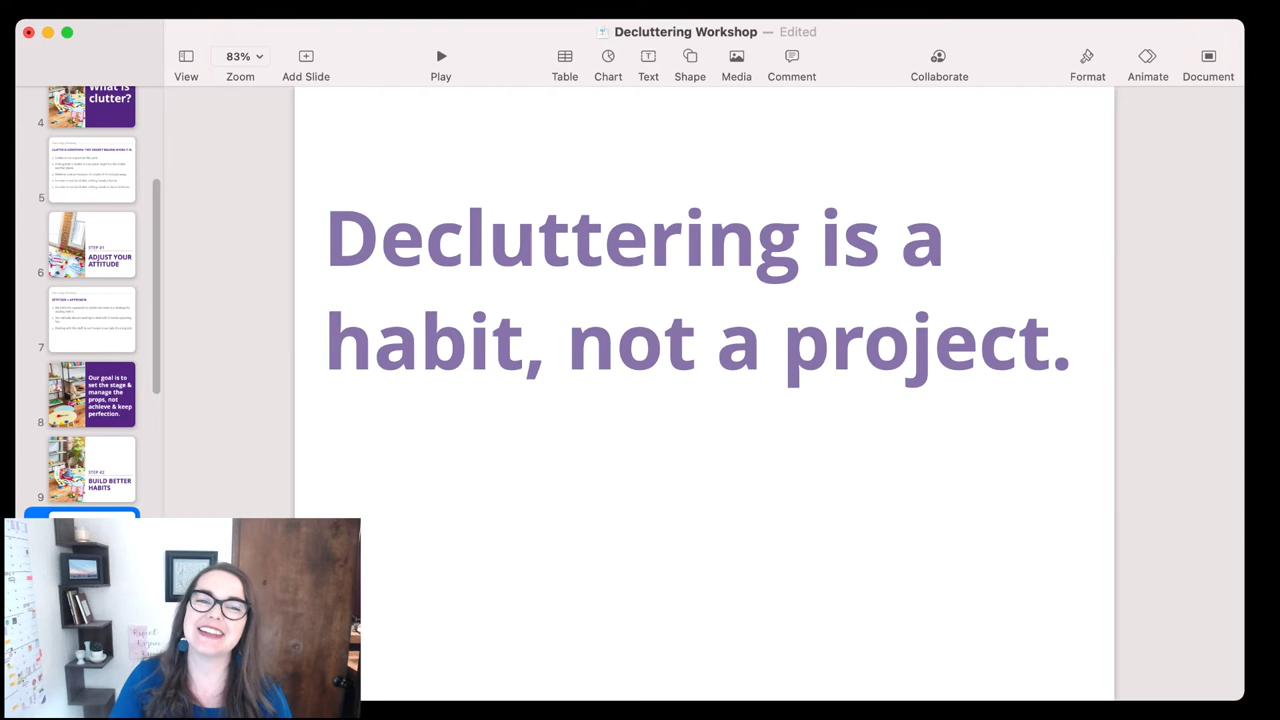 Decluttering Workshop — Edited
83%
View
Zoom
Add Slide
Play
Table
Chart
Text
Shape
Media
Comment
Collaborate
Format
Animate
Document
What is
clutter?
4
5
STEP #1
ADJUST YOUR
ATTITUDE
6
ATTITUDE = APPROACH
7
Our goal is to
set the stage &
manage the
props, not
achieve & keep
perfection.
8
STEP #2
BUILD BETTER
HABITS
9
Decluttering is a
habit, not a project.